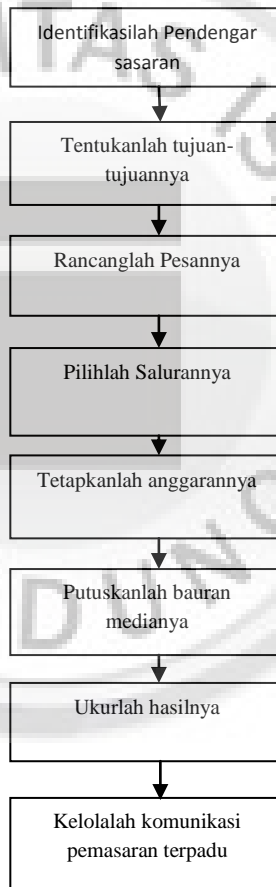 Identifikasilah Pendengar
sasaran
Tentukanlah tujuan-
tujuannya
Rancanglah Pesannya
Pilihlah Salurannya
Tetapkanlah anggarannya
Putuskanlah bauran
medianya
Ukurlah hasilnya
Kelolalah komunikasi
pemasaran terpadu